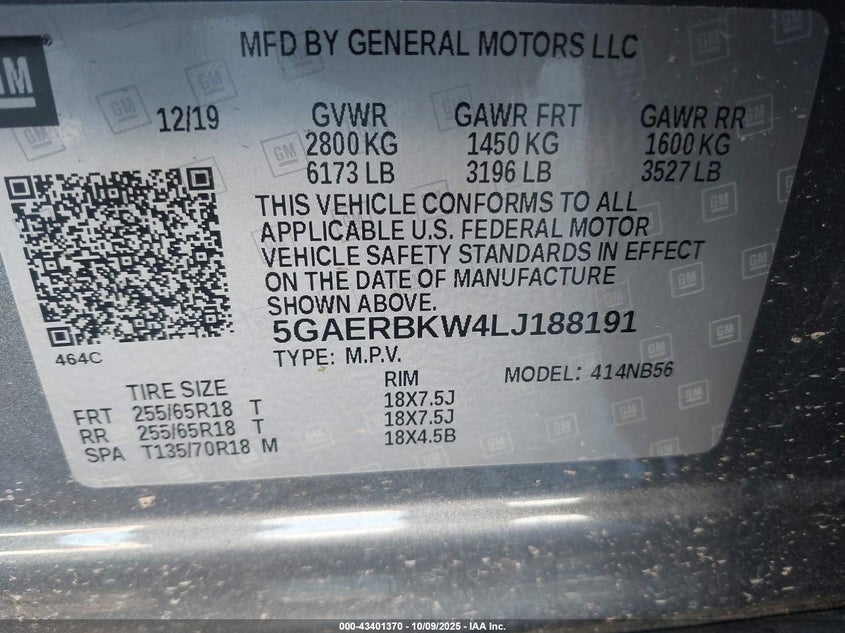 GM
MFD BY GENERAL MOTORS LLC
12/19 GVWR GAWR FRT GAWR RR
2800 KG 1450 KG 1600 KG
6173 LB 3196 LB 3527 LB
THIS VEHICLE CONFORMS TO ALL
APPLICABLE U.S. FEDERAL MOTOR
VEHICLE SAFETY STANDARDS IN EFFECT
ON THE DATE OF MANUFACTURE
SHOWN ABOVE.
5GAERBKW4LJ188191
464C
TYPE: M.P.V.
MODEL: 414NB56
TIRE SIZE RIM
FRT 255/65R18 T 18X7.5J
RR 255/65R18 T 18X7.5J
SPA T135/70R18 M 18X4.5B
000-43401370 - 10/09/2025 - IAA Inc.